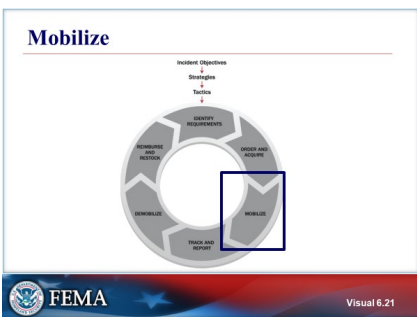 Mobilize
Incident Objectives
Strategies
Tactics
IDENTIFY
REQUIREMENTS
ORDER AND
ACQUIRE
MOBILIZE
TRACK AND
REPORT
DEMOBILIZE
REIMBURSE
AND
RESTOCK
FEMA
Visual 6.21